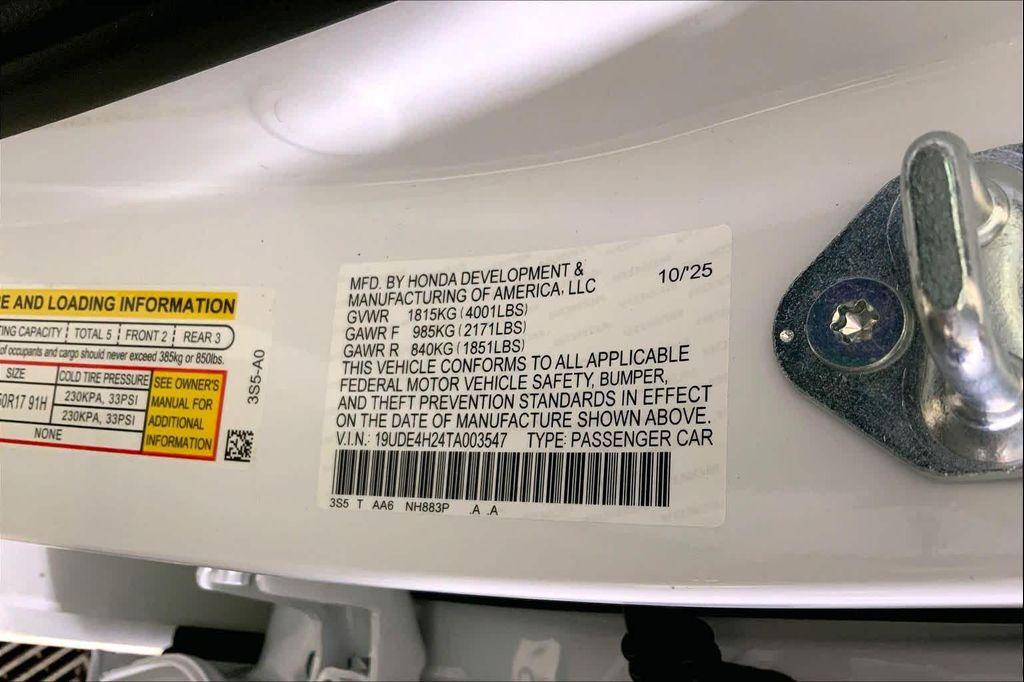 E AND LOADING INFORMATION
TING CAPACITY TOTAL 5 FRONT 2 REAR 3
of occupants and cargo should never exceed 385kg or 850lbs.
SIZE COLD TIRE PRESSURE SEE OWNER'S MANUAL FOR ADDITIONAL INFORMATION
50R17 91H 230KPA, 33PSI
230KPA, 33PSI
NONE
3S5-A0
MFD. BY HONDA DEVELOPMENT & 10/'25
MANUFACTURING OF AMERICA, LLC
GVWR 1815KG (4001LBS)
GAWR F 985KG (2171LBS)
GAWR R 840KG (1851LBS)
THIS VEHICLE CONFORMS TO ALL APPLICABLE
FEDERAL MOTOR VEHICLE SAFETY, BUMPER,
AND THEFT PREVENTION STANDARDS IN EFFECT
ON THE DATE OF MANUFACTURE SHOWN ABOVE.
V.I.N.: 19UDE4H24TA003547 TYPE: PASSENGER CAR
3S5 T AA6 NH883P .A .A